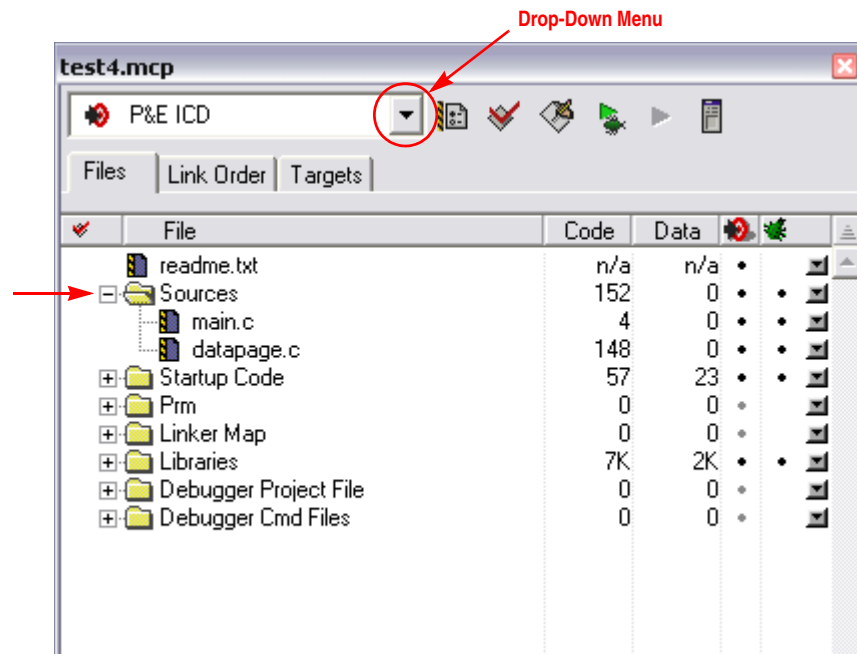 Drop-Down Menu
test4.mcp
P&E ICD
Files Link Order Targets
File Code Data
readme.txt n/a n/a
Sources 152 0
main.c 4 0
datapage.c 148 0
Startup Code 57 23
Prm 0 0
Linker Map 0 0
Libraries 7K 2K
Debugger Project File 0 0
Debugger Cmd Files 0 0